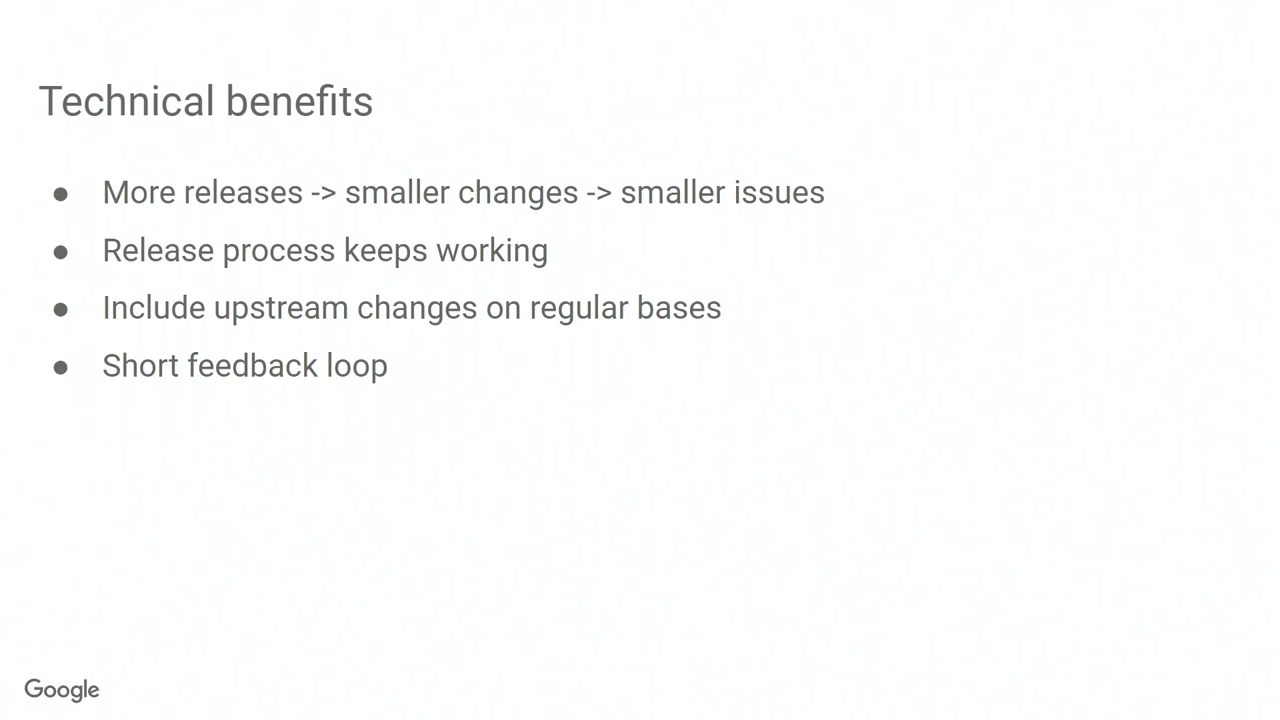 Technical benefits
● More releases -> smaller changes -> smaller issues
● Release process keeps working
● Include upstream changes on regular bases
● Short feedback loop
Google